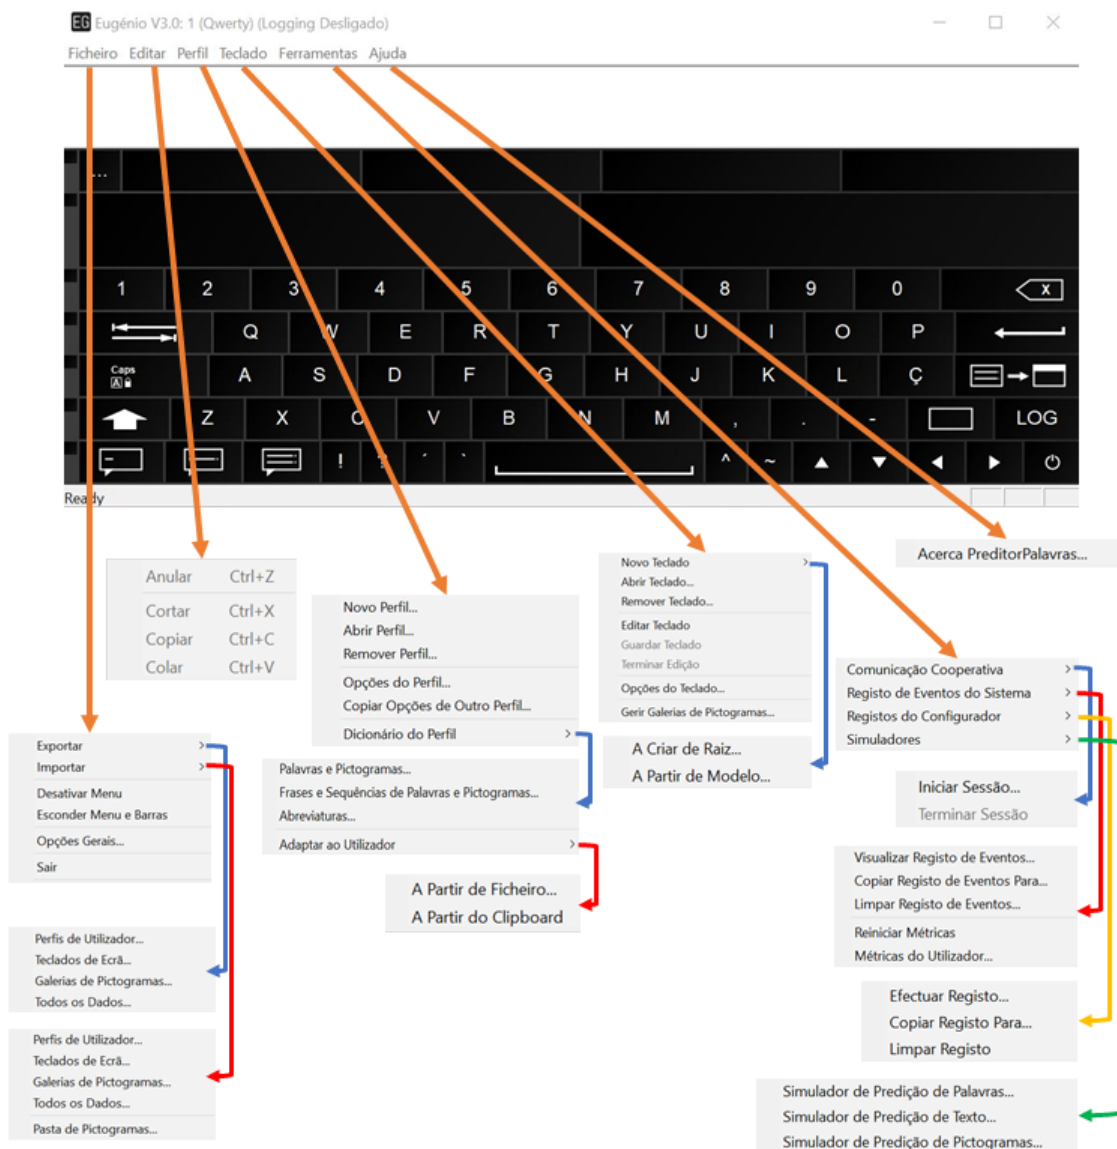 EG Eugénio V3.0: 1 (Qwerty) (Logging Desligado)
Ficheiro Editar Perfil Teclado Ferramentas Ajuda
...
1 2 3 4 5 6 7 8 9 0 X
Q W E R T Y U I O P
Caps A
A S D F G H J K L Ç
Z X C V B N M , . - LOG
! ? ´ ` ^ ~
Ready
Anular Ctrl+Z
Cortar Ctrl+X
Copiar Ctrl+C
Colar Ctrl+V
Novo Perfil...
Abrir Perfil...
Remover Perfil...
Opções do Perfil...
Copiar Opções de Outro Perfil...
Dicionário do Perfil >
Palavras e Pictogramas...
Frases e Sequências de Palavras e Pictogramas...
Abreviaturas...
Adaptar ao Utilizador >
A Partir de Ficheiro...
A Partir do Clipboard
Novo Teclado >
Abrir Teclado...
Remover Teclado...
Editar Teclado
Guardar Teclado
Terminar Edição
Opções do Teclado...
Gerir Galerias de Pictogramas...
A Criar de Raiz...
A Partir de Modelo...
Acerca PreditorPalavras...
Comunicação Cooperativa >
Registo de Eventos do Sistema >
Registos do Configurador >
Simuladores >
Iniciar Sessão...
Terminar Sessão
Visualizar Registo de Eventos...
Copiar Registo de Eventos Para...
Limpar Registo de Eventos...
Reiniciar Métricas
Métricas do Utilizador...
Efectuar Registo...
Copiar Registo Para...
Limpar Registo
Simulador de Predição de Palavras...
Simulador de Predição de Texto...
Simulador de Predição de Pictogramas...
Exportar >
Importar >
Desativar Menu
Esconder Menu e Barras
Opções Gerais...
Sair
Perfis de Utilizador...
Teclados de Ecrã...
Galerias de Pictogramas...
Todos os Dados...
Perfis de Utilizador...
Teclados de Ecrã...
Galerias de Pictogramas...
Todos os Dados...
Pasta de Pictogramas...